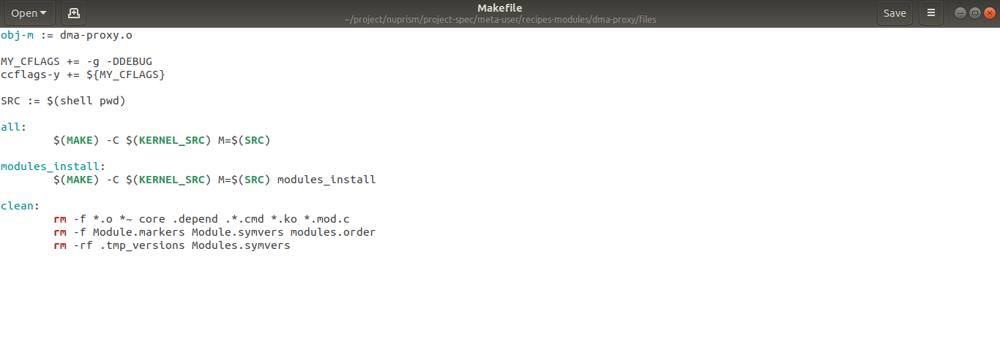 Open
Makefile
~/project/nuprism/project-spec/meta-user/recipes-modules/dma-proxy/files
Save
obj-m := dma-proxy.o
MY_CFLAGS += -g -DDEBUG
ccflags-y += ${MY_CFLAGS}
SRC := $(shell pwd)
all:
$(MAKE) -C $(KERNEL_SRC) M=$(SRC)
modules_install:
$(MAKE) -C $(KERNEL_SRC) M=$(SRC) modules_install
clean:
rm -f *.o *~ core .depend .*.cmd *.ko *.mod.c
rm -f Module.markers Module.symvers modules.order
rm -rf .tmp_versions Modules.symvers